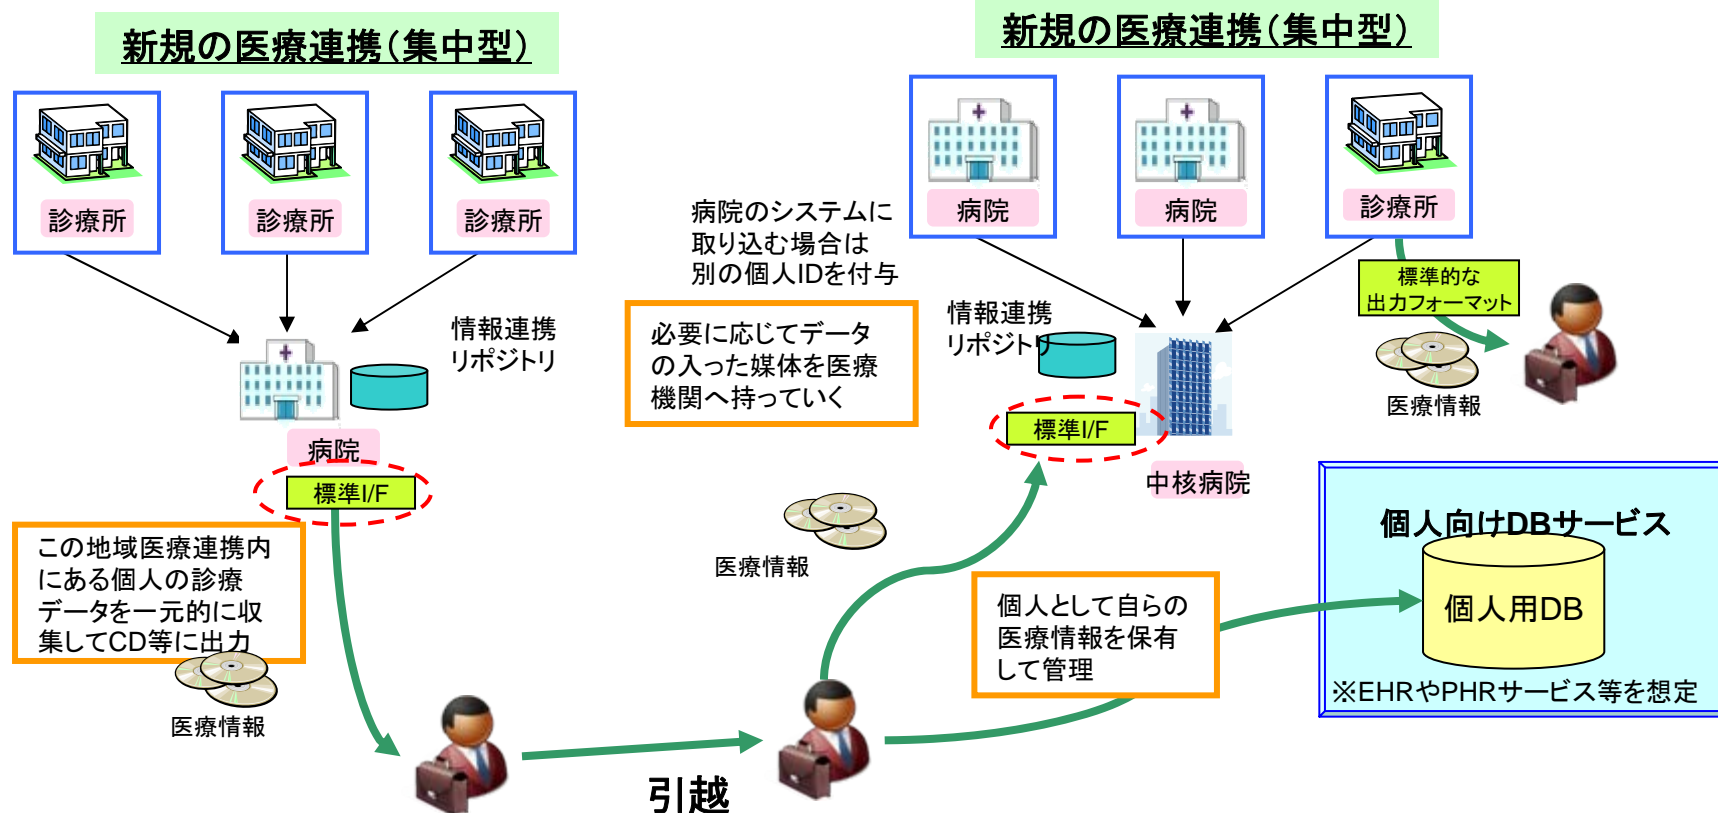 新規の医療連携(集中型)
診療所
診療所
診療所
情報連携
リポジトリ
病院
標準I/F
この地域医療連携内
にある個人の診療
データを一元的に収
集してCD等に出力
医療情報
引越
新規の医療連携(集中型)
病院
病院
診療所
病院のシステムに
取り込む場合は
別の個人IDを付与
必要に応じてデータ
の入った媒体を医療
機関へ持っていく
情報連携
リポジトリ
標準I/F
中核病院
標準的な
出力フォーマット
医療情報
医療情報
個人として自らの
医療情報を保有
して管理
個人向けDBサービス
個人用DB
※EHRやPHRサービス等を想定